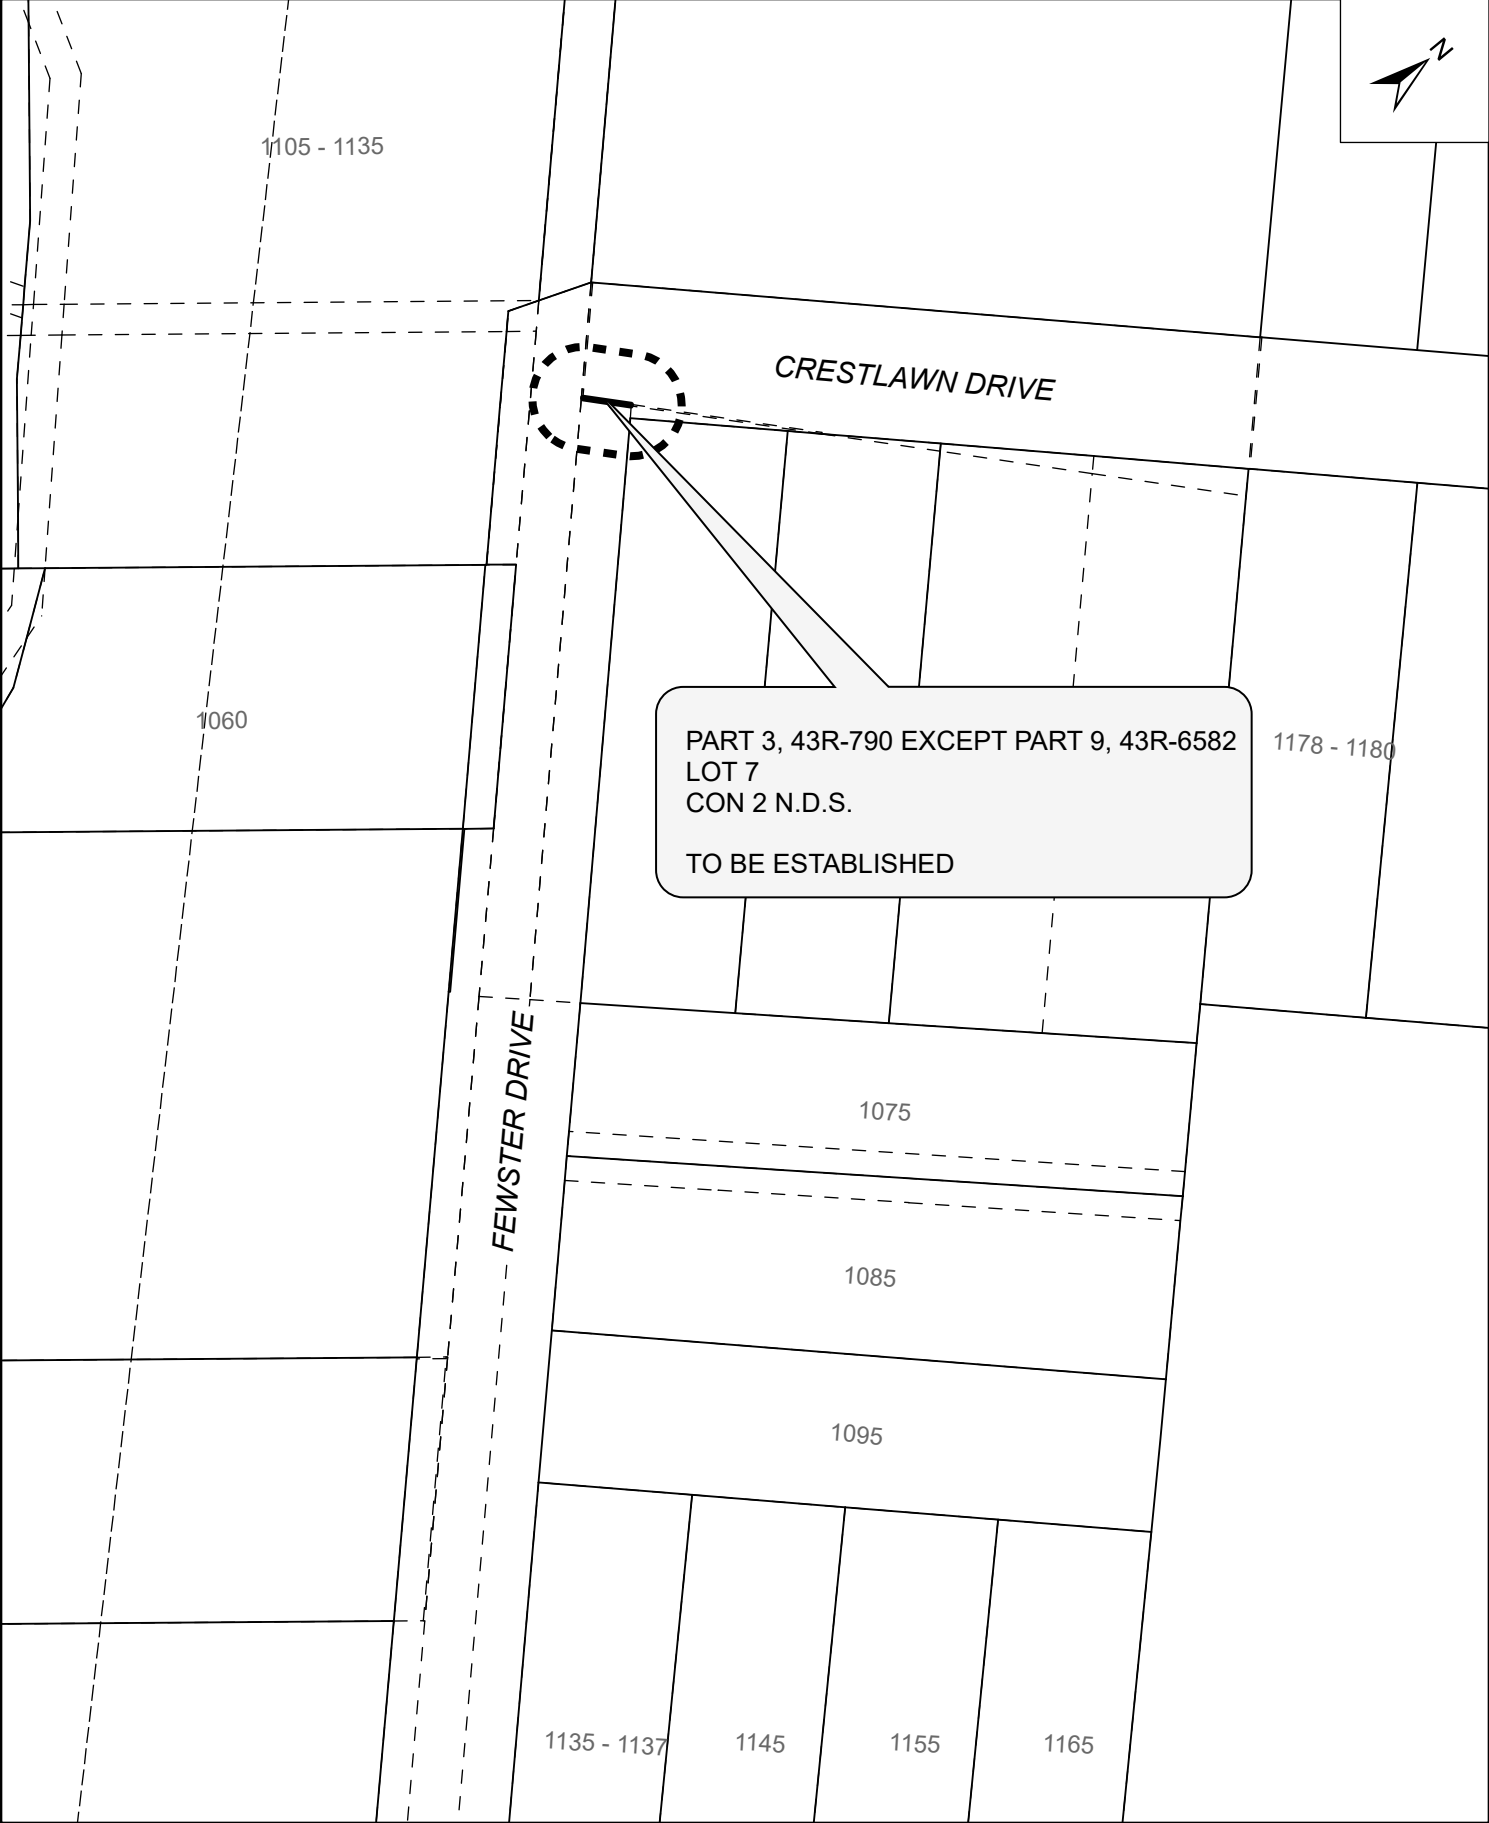 N
1105 - 1135
CRESTLAWN DRIVE
1060
PART 3, 43R-790 EXCEPT PART 9, 43R-6582
LOT 7
CON 2 N.D.S.
TO BE ESTABLISHED
1178 - 1180
FEWSTER DRIVE
1075
1085
1095
1135 - 1137
1145
1155
1165